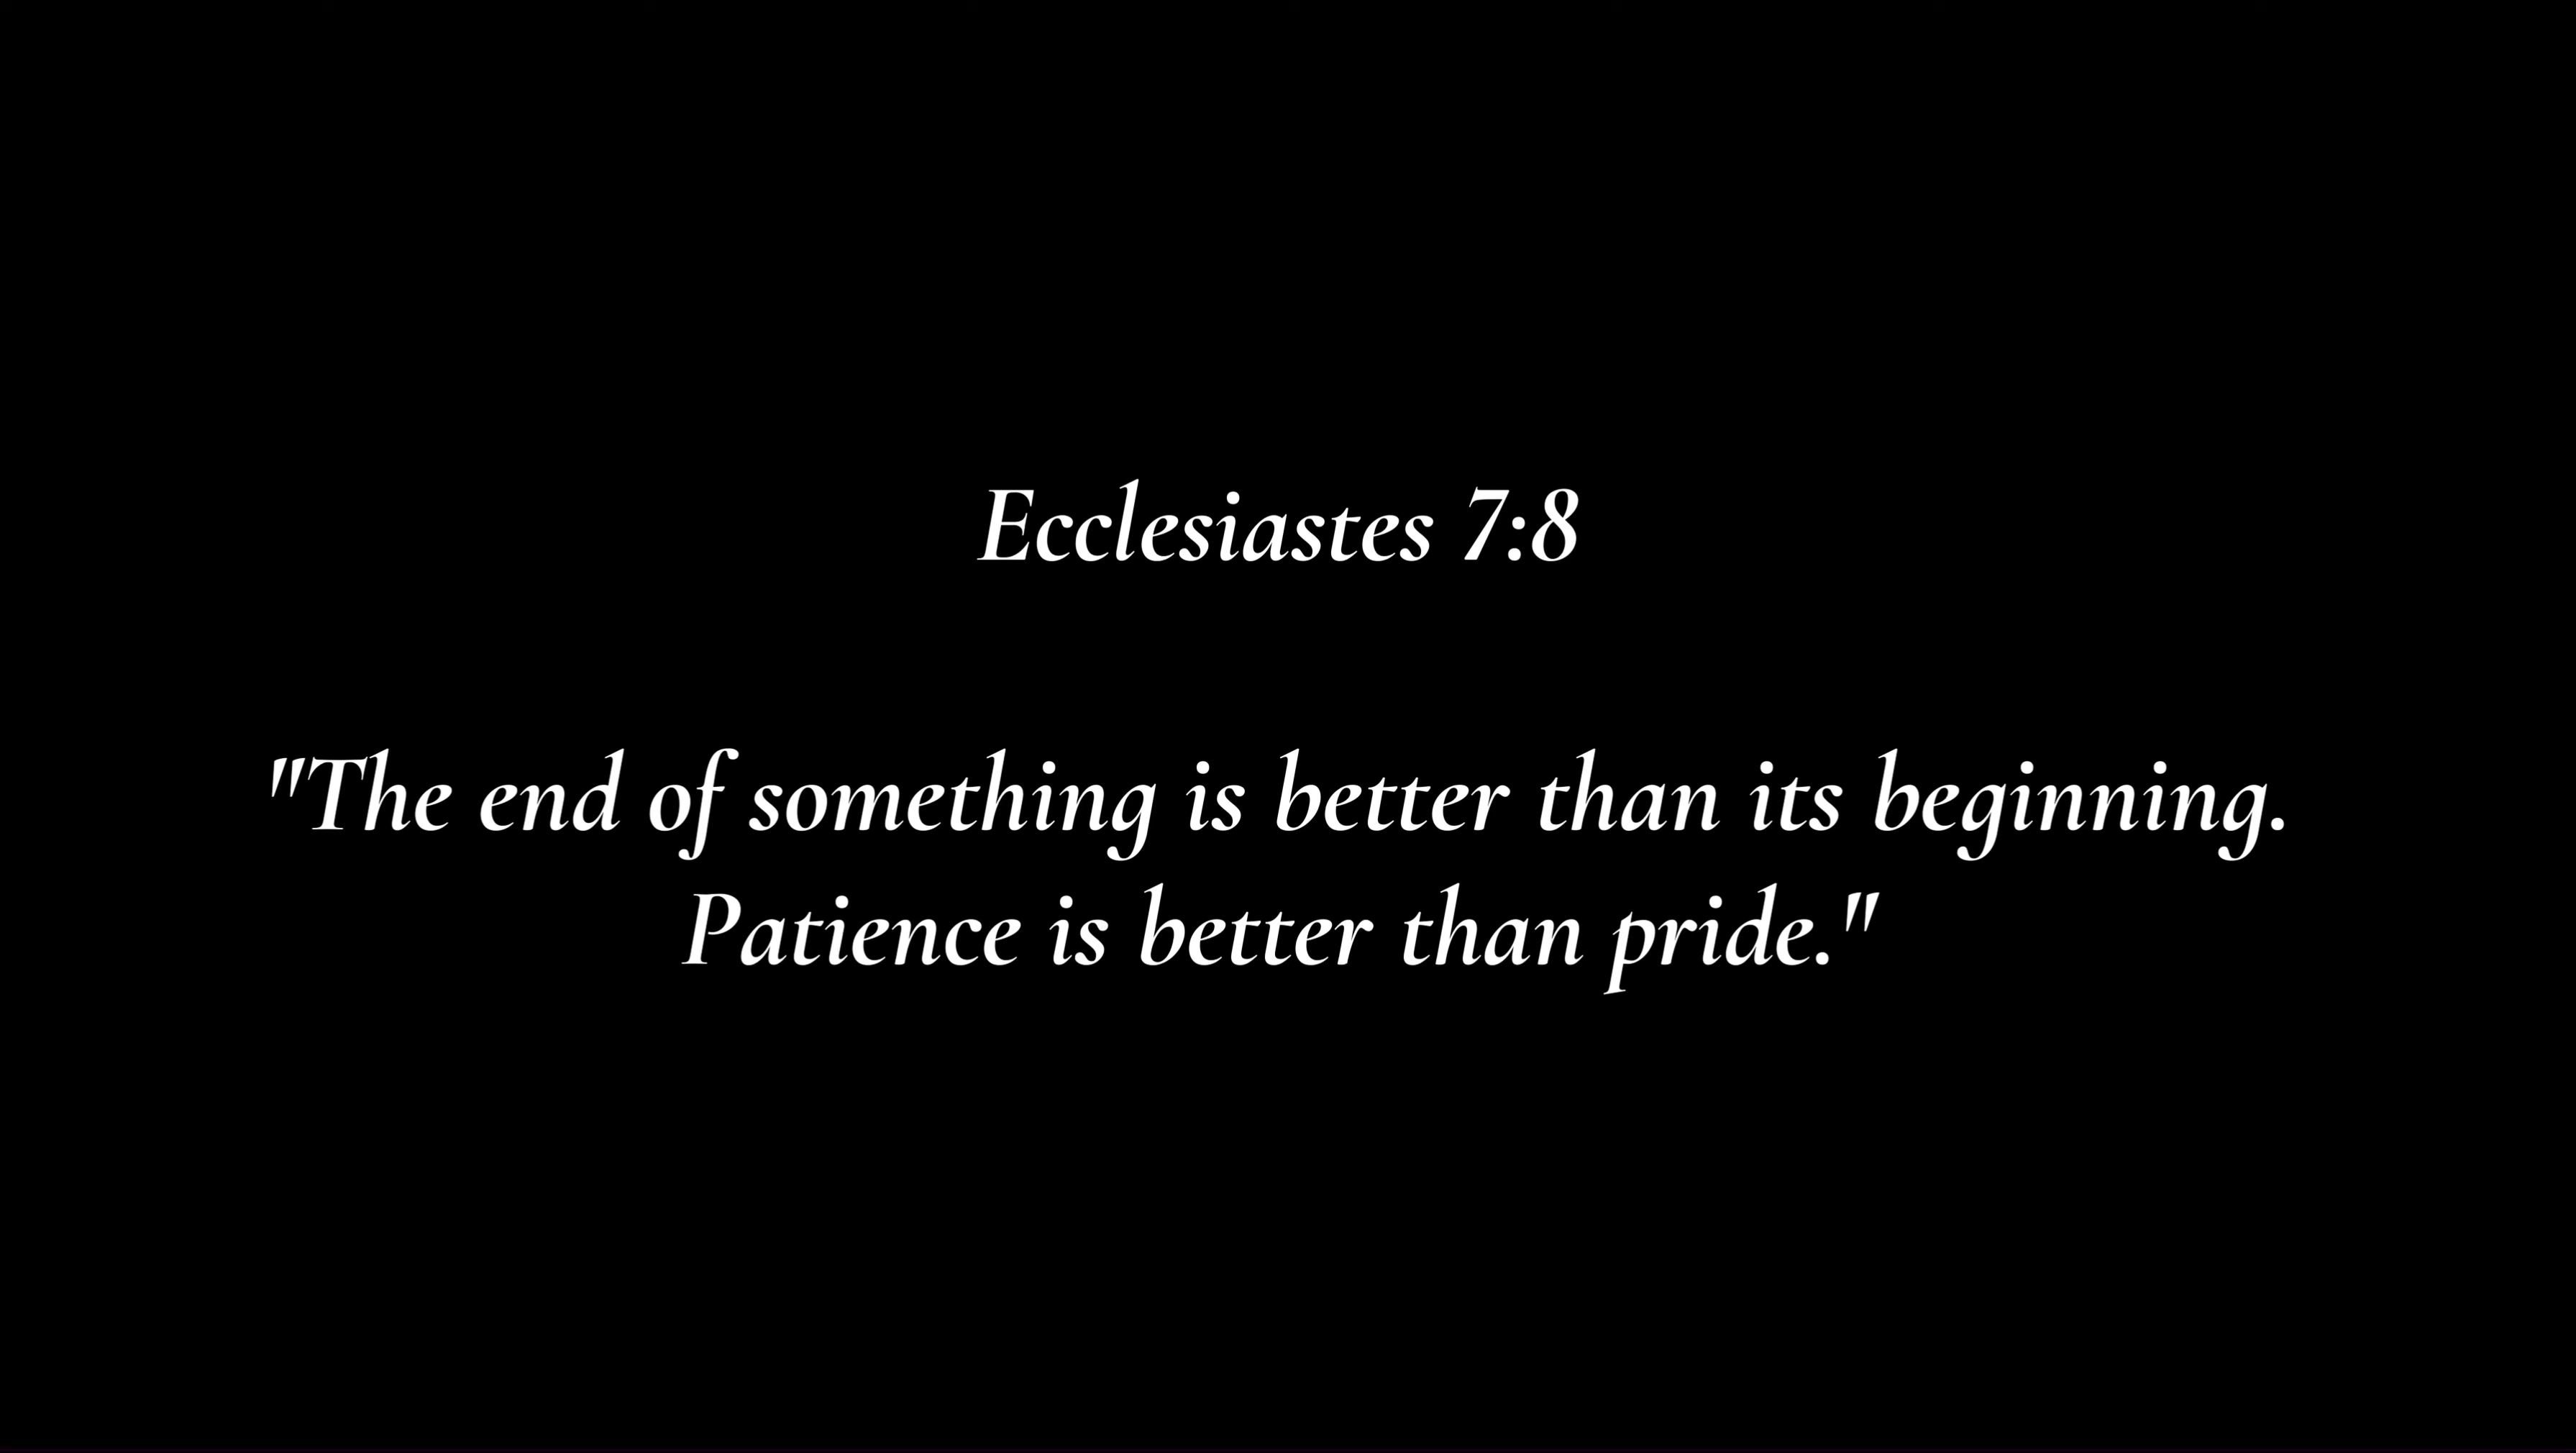 Ecclesiastes 7:8
"The end of something is better than its beginning.
Patience is better than pride."